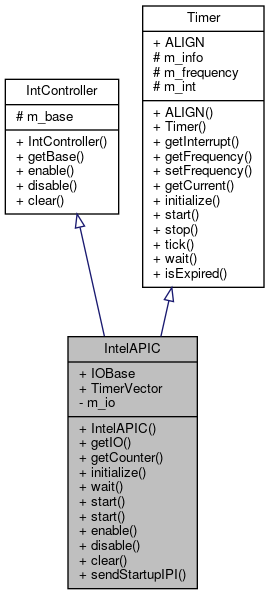 Timer
+ ALIGN
# m_info
# m_frequency
# m_int
+ ALIGN()
+ Timer()
+ getInterrupt()
+ getFrequency()
+ setFrequency()
+ getCurrent()
+ initialize()
+ start()
+ stop()
+ tick()
+ wait()
+ isExpired()
IntController
# m_base
+ IntController()
+ getBase()
+ enable()
+ disable()
+ clear()
IntelAPIC
+ IOBase
+ TimerVector
- m_io
+ IntelAPIC()
+ getIO()
+ getCounter()
+ initialize()
+ wait()
+ start()
+ start()
+ enable()
+ disable()
+ clear()
+ sendStartupIPI()